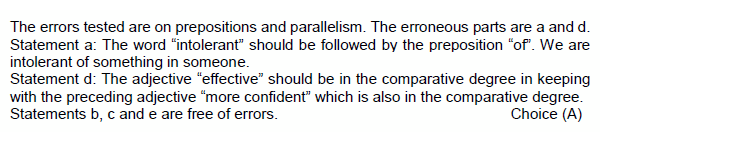 The errors tested are on prepositions and parallelism. The erroneous parts are a and d.
Statement a: The word “intolerant” should be followed by the preposition “of”. We are
intolerant of something in someone.
Statement d: The adjective “effective” should be in the comparative degree in keeping
with the preceding adjective “more confident” which is also in the comparative degree.
Statements b, c and e are free of errors. Choice (A)